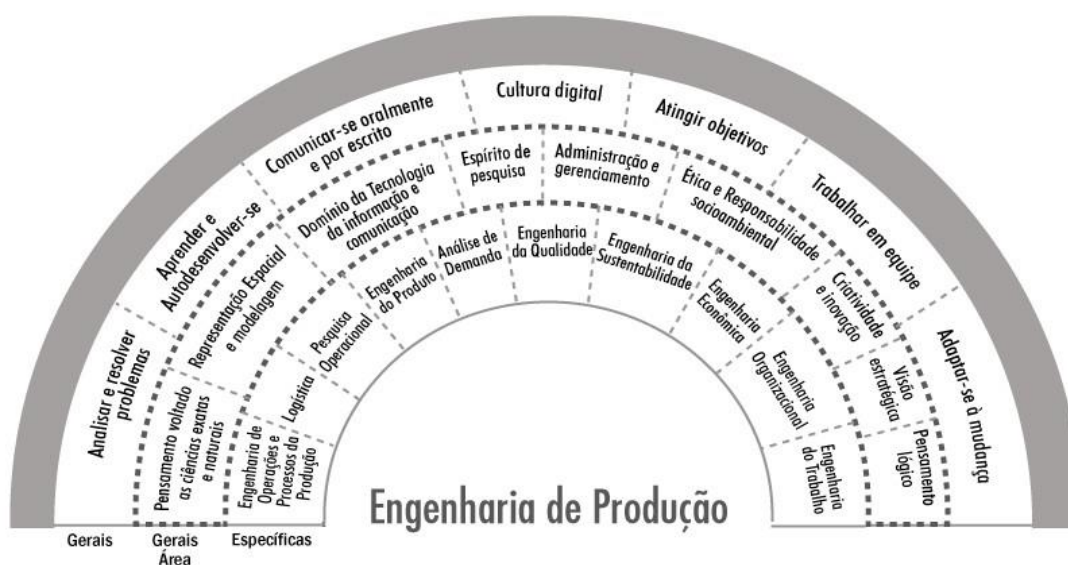 Analisar e resolver
problemas
Aprender e
Autodesenvolver-se
Comunicar-se oralmente
e por escrito
Cultura digital
Atingir objetivos
Trabalhar em equipe
Adaptar-se à mudança
Pensamento voltado
as ciências exatas
e naturais
Representação Espacial
e modelagem
Domínio da Tecnologia
da informação e
comunicação
Espírito de
pesquisa
Administração e
gerenciamento
Ética e Responsabilidade
socioambiental
Criatividade
e inovação
Visão
estratégica
Pensamento
lógico
Engenharia de
Operações e
Processos da
Produção
Logística
Pesquisa
Operacional
Engenharia
do Produto
Análise de
Demanda
Engenharia
da Qualidade
Engenharia da
Sustentabilidade
Engenharia
Econômica
Engenharia
Organizacional
Engenharia
do Trabalho
Engenharia de Produção
Gerais
Gerais
Área
Específicas